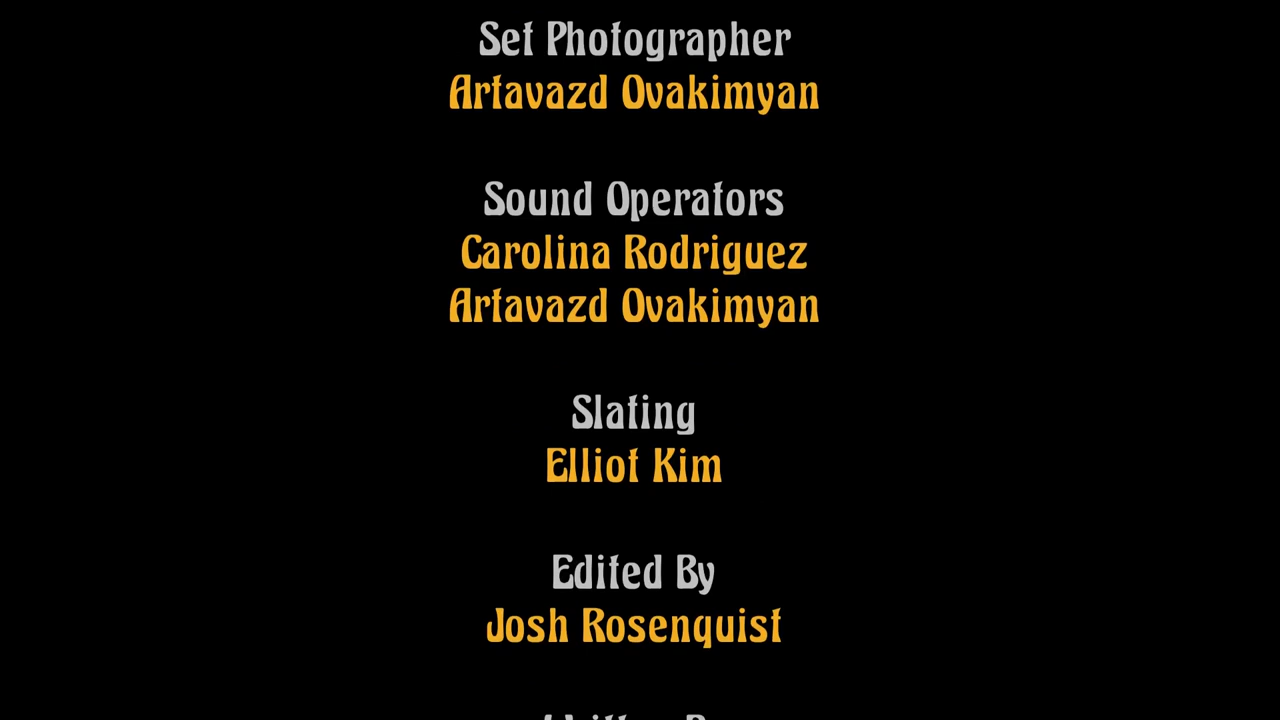 Set Photographer
Artavazd Ovakimyan
Sound Operators
Carolina Rodriguez
Artavazd Ovakimyan
Slating
Elliot Kim
Edited By
Josh Rosenquist